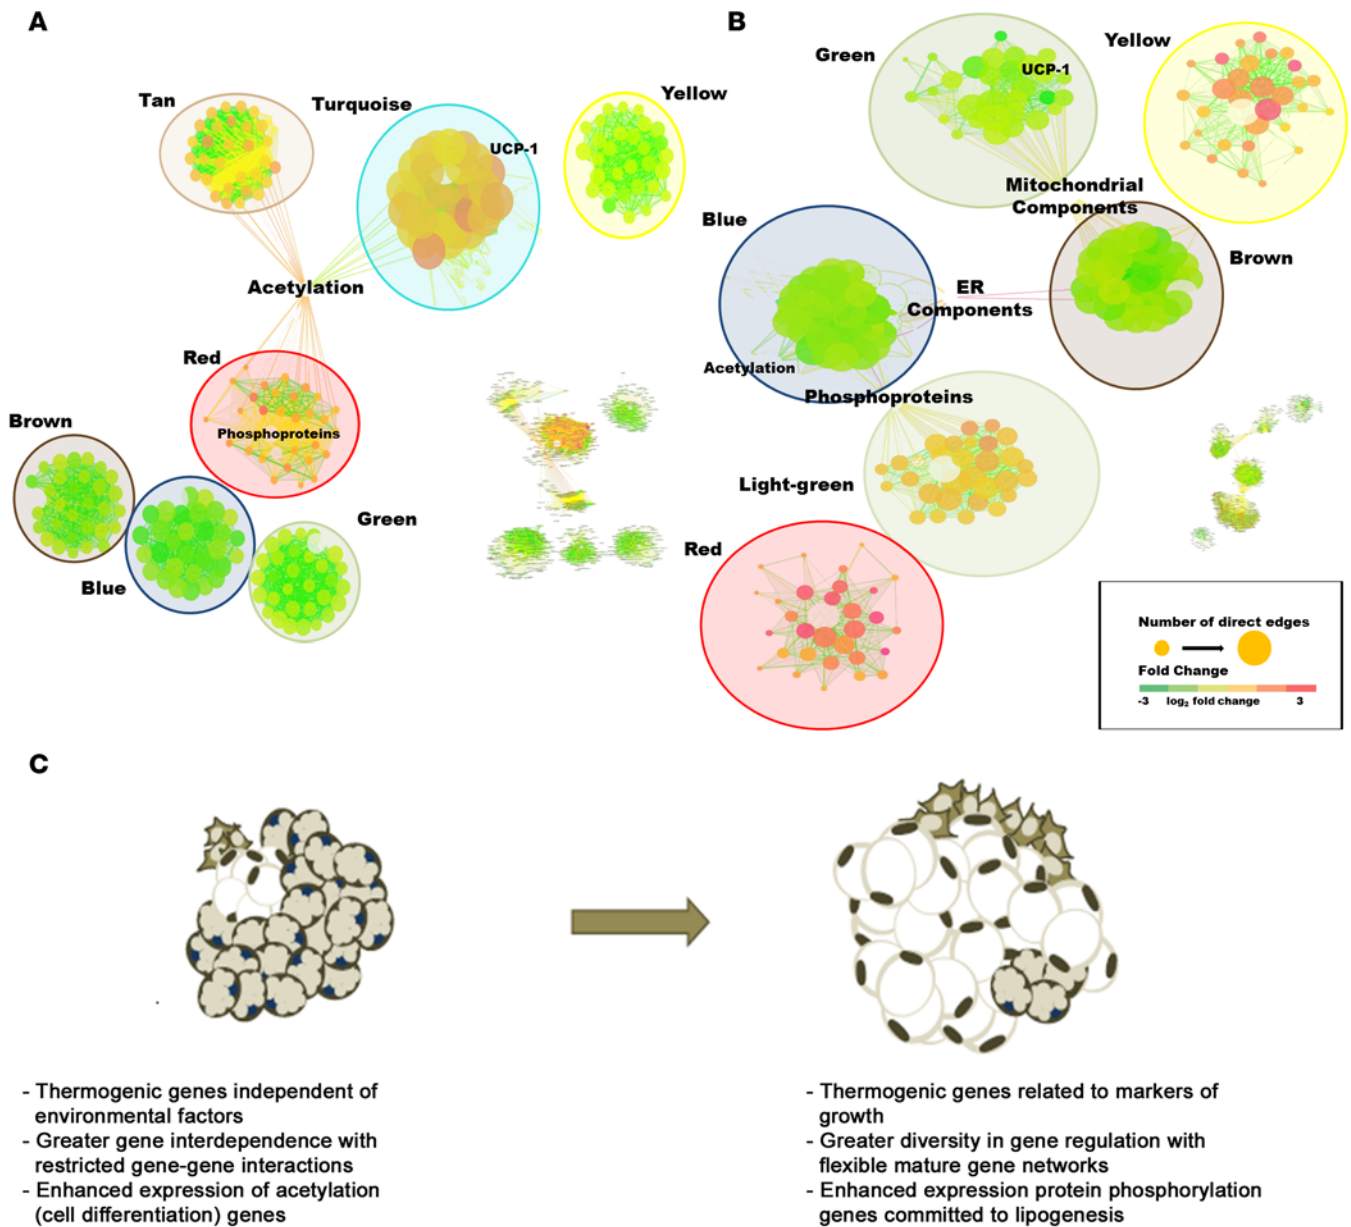 A
B
Tan
Turquoise
UCP-1
Yellow
Acetylation
Red
Phosphoproteins
Brown
Blue
Green
Green
UCP-1
Yellow
Mitochondrial
Components
Blue
Brown
ER
Components
Acetylation
Phosphoproteins
Light-green
Red
Number of direct edges
Fold Change
-3 log₂ fold change 3
C
- Thermogenic genes independent of
environmental factors
- Greater gene interdependence with
restricted gene-gene interactions
- Enhanced expression of acetylation
(cell differentiation) genes
- Thermogenic genes related to markers of
growth
- Greater diversity in gene regulation with
flexible mature gene networks
- Enhanced expression protein phosphorylation
genes committed to lipogenesis